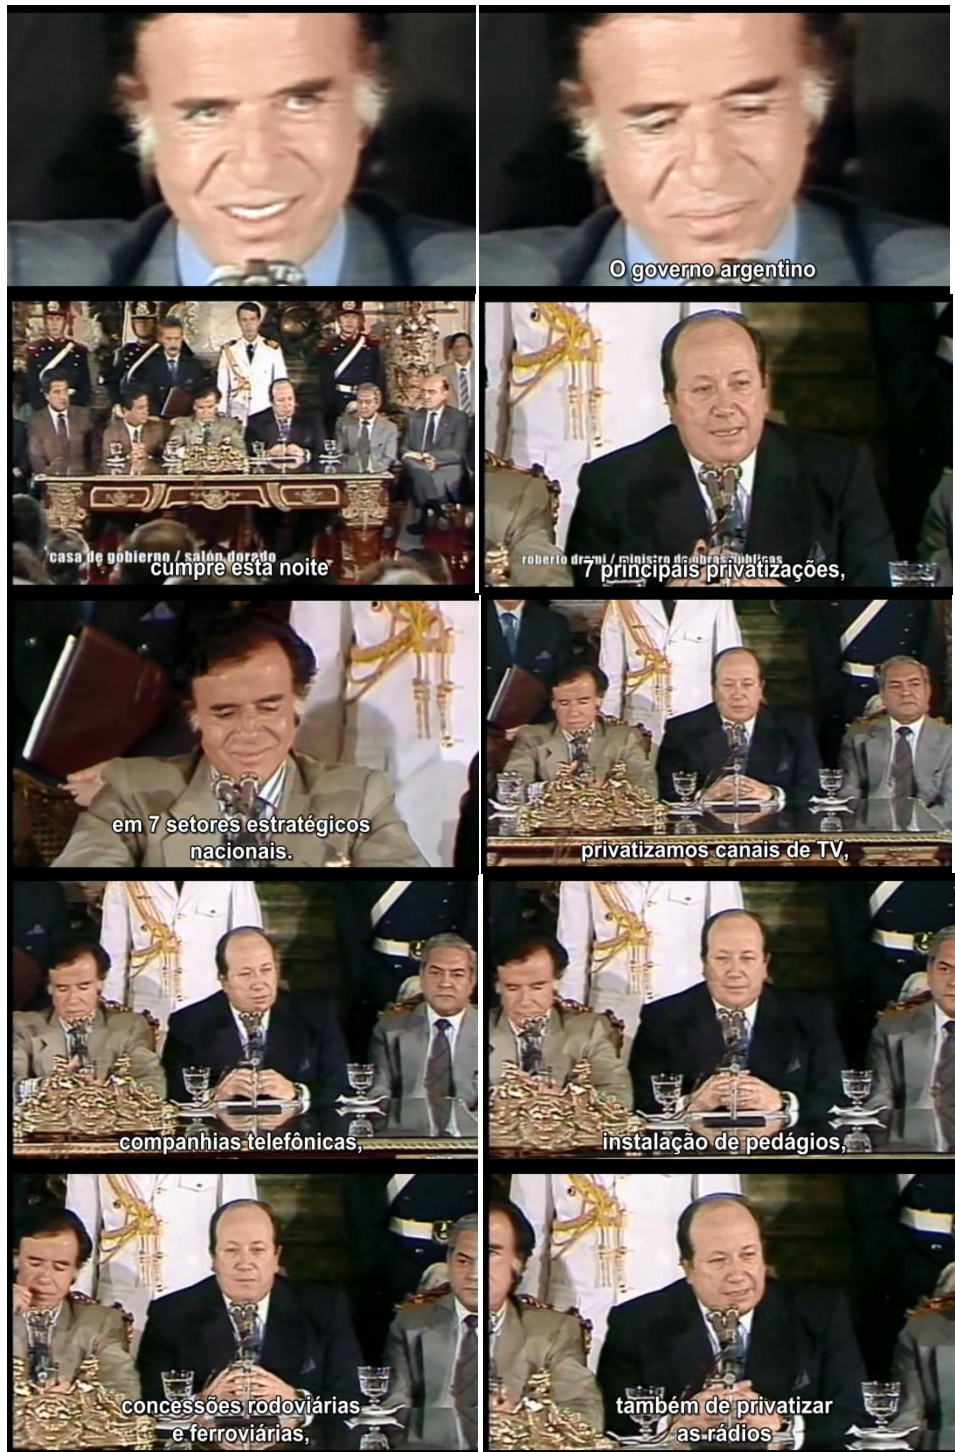 O governo argentino
casa de gobierno / salón dorado
cumpre esta noite
roberto dromi / ministro de obras públicas
7 principais privatizações,
em 7 setores estratégicos
nacionais.
privatizamos canais de TV,
companhias telefônicas,
instalação de pedágios,
concessões rodoviárias
e ferroviárias,
também de privatizar
as rádios